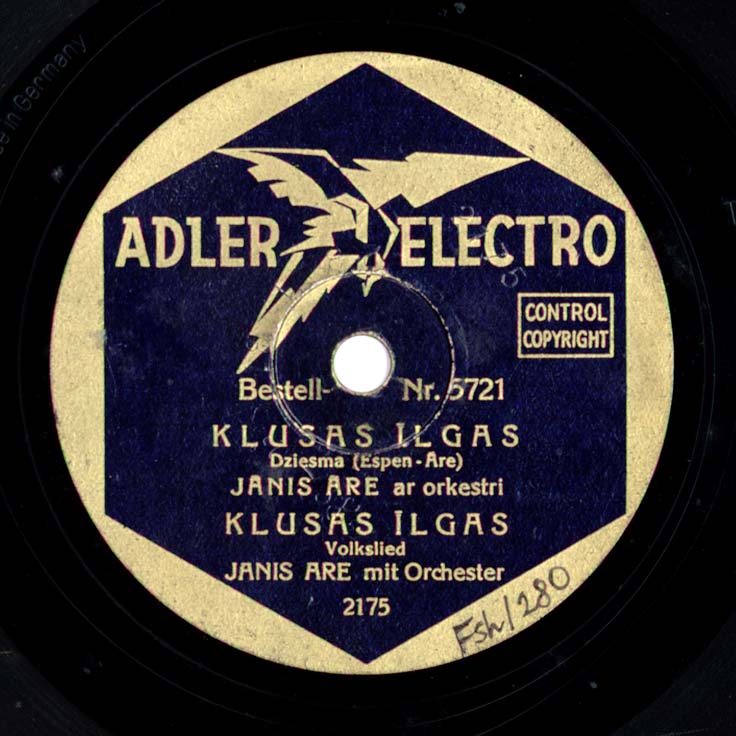 in Germany
ADLER ELECTRO
CONTROL
COPYRIGHT
Bestell- Nr. 5721
KLUSAS ILGAS
Dziesma (Espen-Are)
JANIS ARE ar orkestri
KLUSAS ILGAS
Volkslied
JANIS ARE mit Orchester
2175
Fsh/280